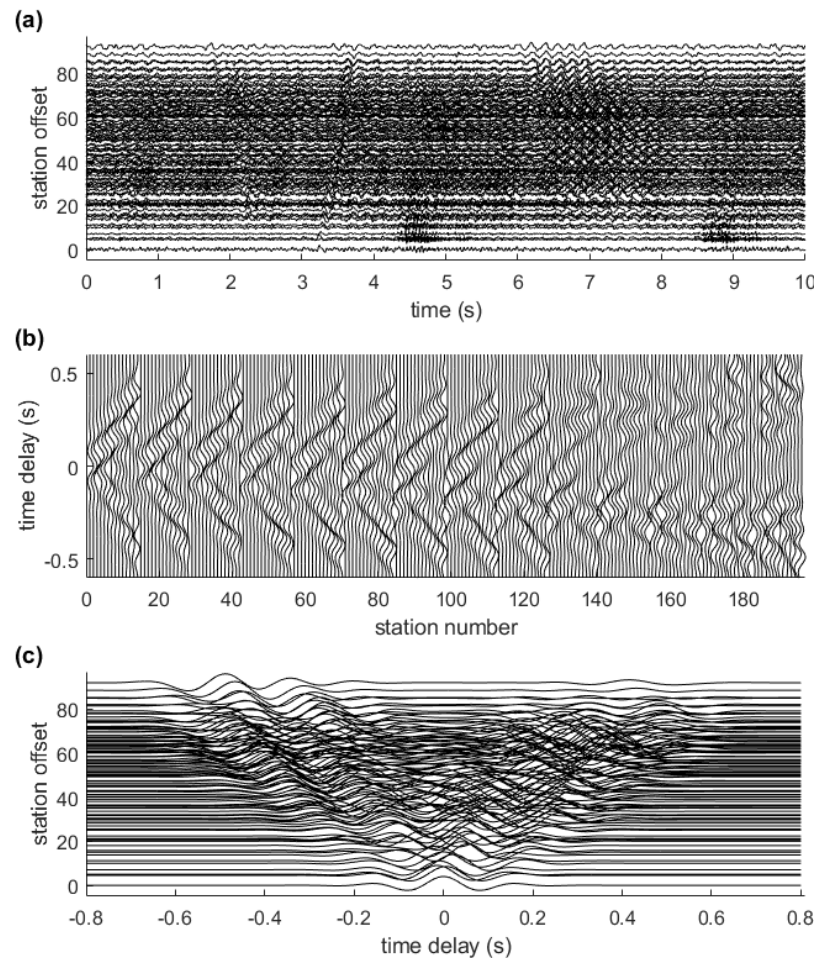 (a)
station offset
80
60
40
20
0
0 1 2 3 4 5 6 7 8 9 10
time (s)
(b)
time delay (s)
0.5
0
-0.5
0 20 40 60 80 100 120 140 160 180
station number
(c)
station offset
80
60
40
20
0
-0.8 -0.6 -0.4 -0.2 0 0.2 0.4 0.6 0.8
time delay (s)